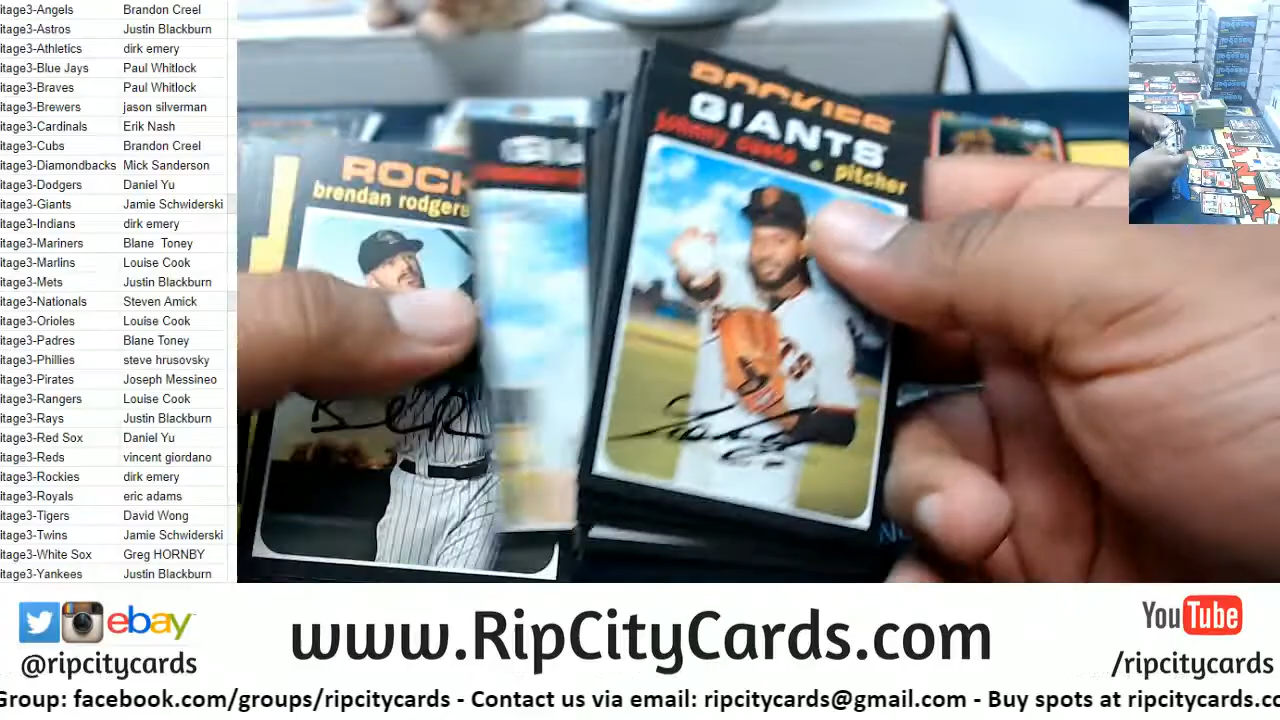 itage3-Angels Brandon Creel
itage3-Astros Justin Blackburn
itage3-Athletics dirk emery
itage3-Blue Jays Paul Whitlock
itage3-Braves Paul Whitlock
itage3-Brewers jason silverman
itage3-Cardinals Erik Nash
itage3-Cubs Brandon Creel
itage3-Diamondbacks Mick Sanderson
itage3-Dodgers Daniel Yu
itage3-Giants Jamie Schwiderski
itage3-Indians dirk emery
itage3-Mariners Blane Toney
itage3-Marlins Louise Cook
itage3-Mets Justin Blackburn
itage3-Nationals Steven Amick
itage3-Orioles Louise Cook
itage3-Padres Blane Toney
itage3-Phillies steve hrusovsky
itage3-Pirates Joseph Messineo
itage3-Rangers Louise Cook
itage3-Rays Justin Blackburn
itage3-Red Sox Daniel Yu
itage3-Reds vincent giordano
itage3-Rockies dirk emery
itage3-Royals eric adams
itage3-Tigers David Wong
itage3-Twins Jamie Schwiderski
itage3-White Sox Greg HORNBY
itage3-Yankees Justin Blackburn
ROCK
brendan rodgers
ROCKIES
GIANTS
johnny cueto • pitcher
ebay
@ripcitycards
www.RipCityCards.com
YouTube
/ripcitycards
Group: facebook.com/groups/ripcitycards - Contact us via email: ripcitycards@gmail.com - Buy spots at ripcitycards.co